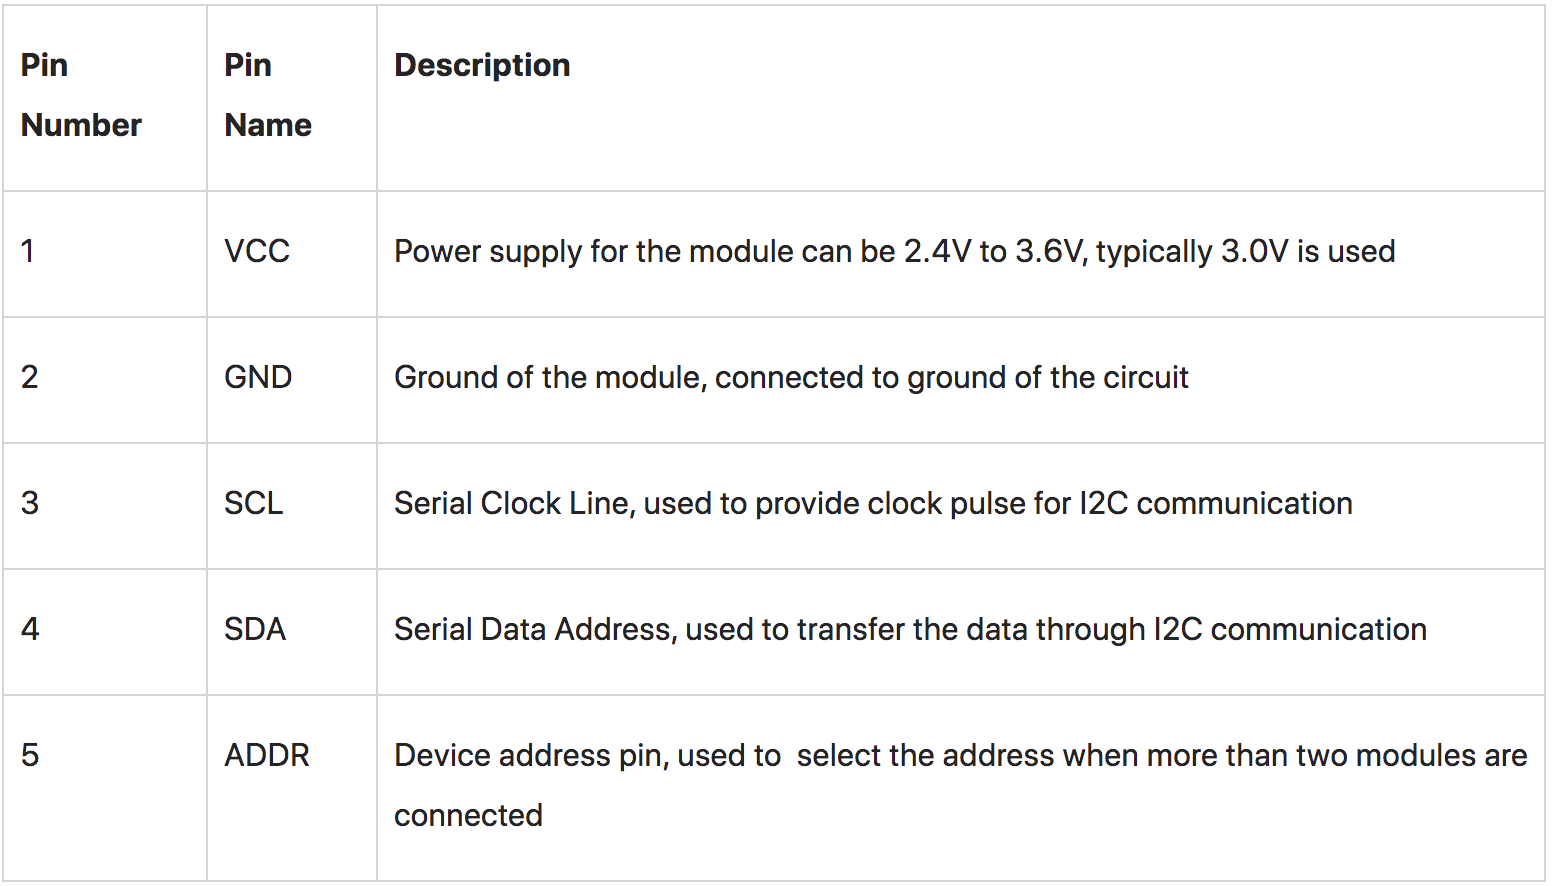 Pin Pin Description
Number Name
1 VCC Power supply for the module can be 2.4V to 3.6V, typically 3.0V is used
2 GND Ground of the module, connected to ground of the circuit
3 SCL Serial Clock Line, used to provide clock pulse for I2C communication
4 SDA Serial Data Address, used to transfer the data through I2C communication
5 ADDR Device address pin, used to  select the address when more than two modules are
connected